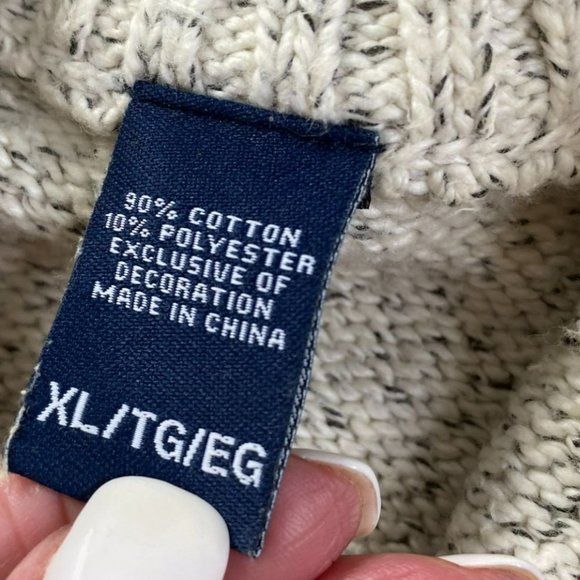 90% COTTON
10% POLYESTER
EXCLUSIVE OF
DECORATION
MADE IN CHINA
XL/TG/EG